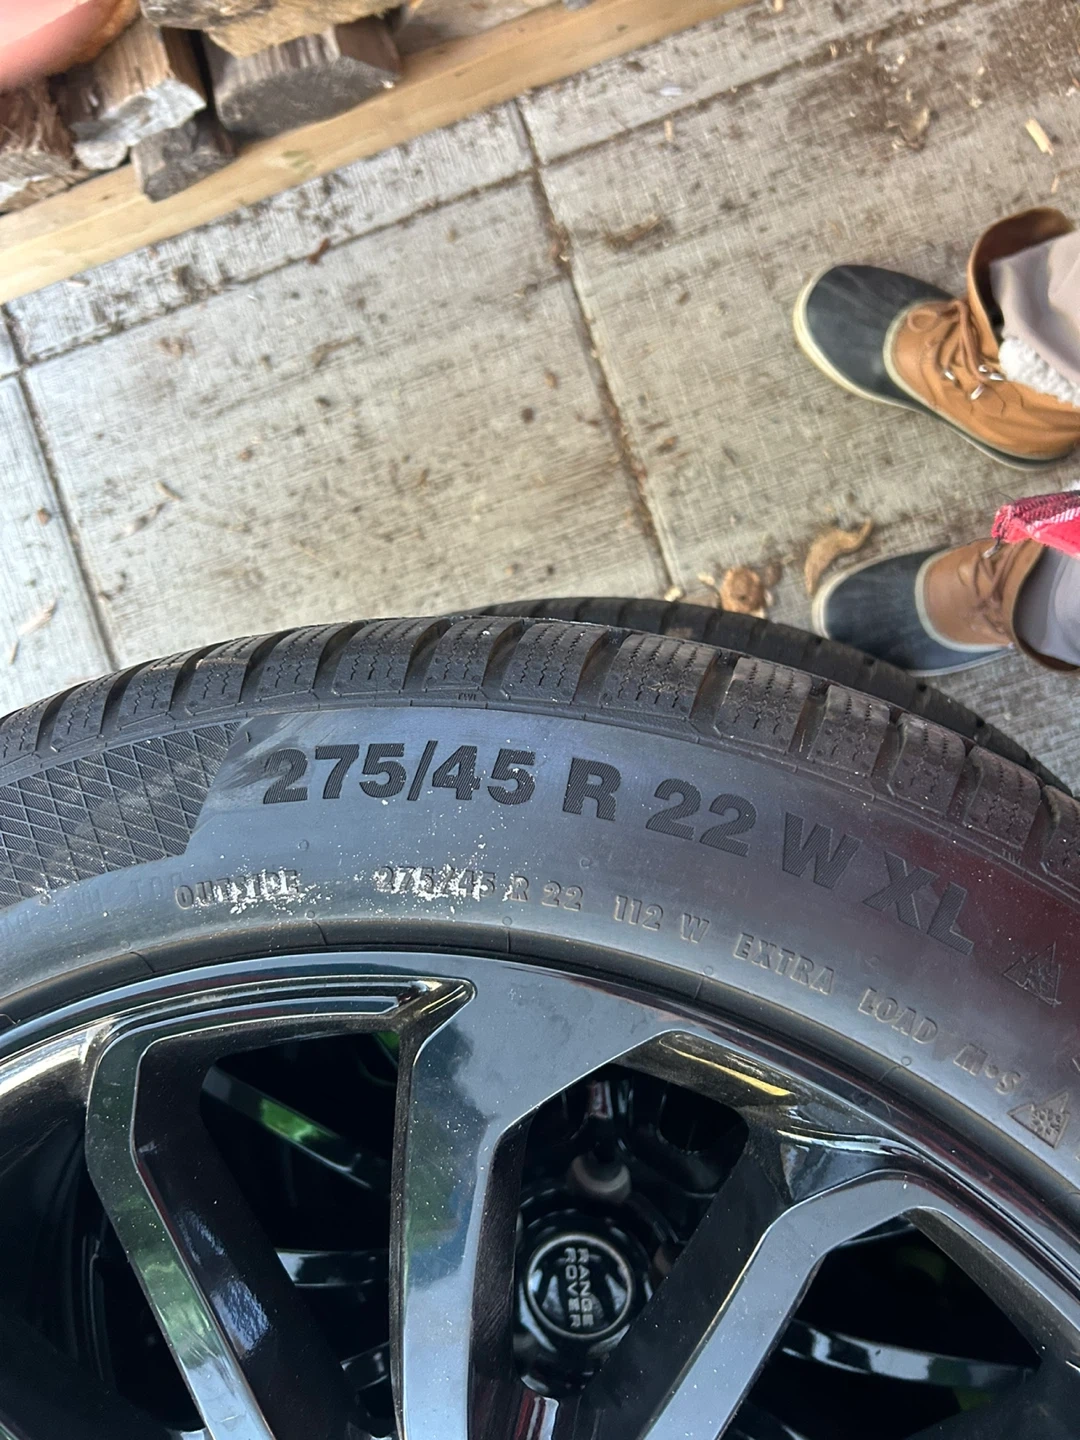 275/45 R 22 W XL
OUTSIDE 275/45 R 22 112 W EXTRA LOAD M+S
RANGE
ROVER